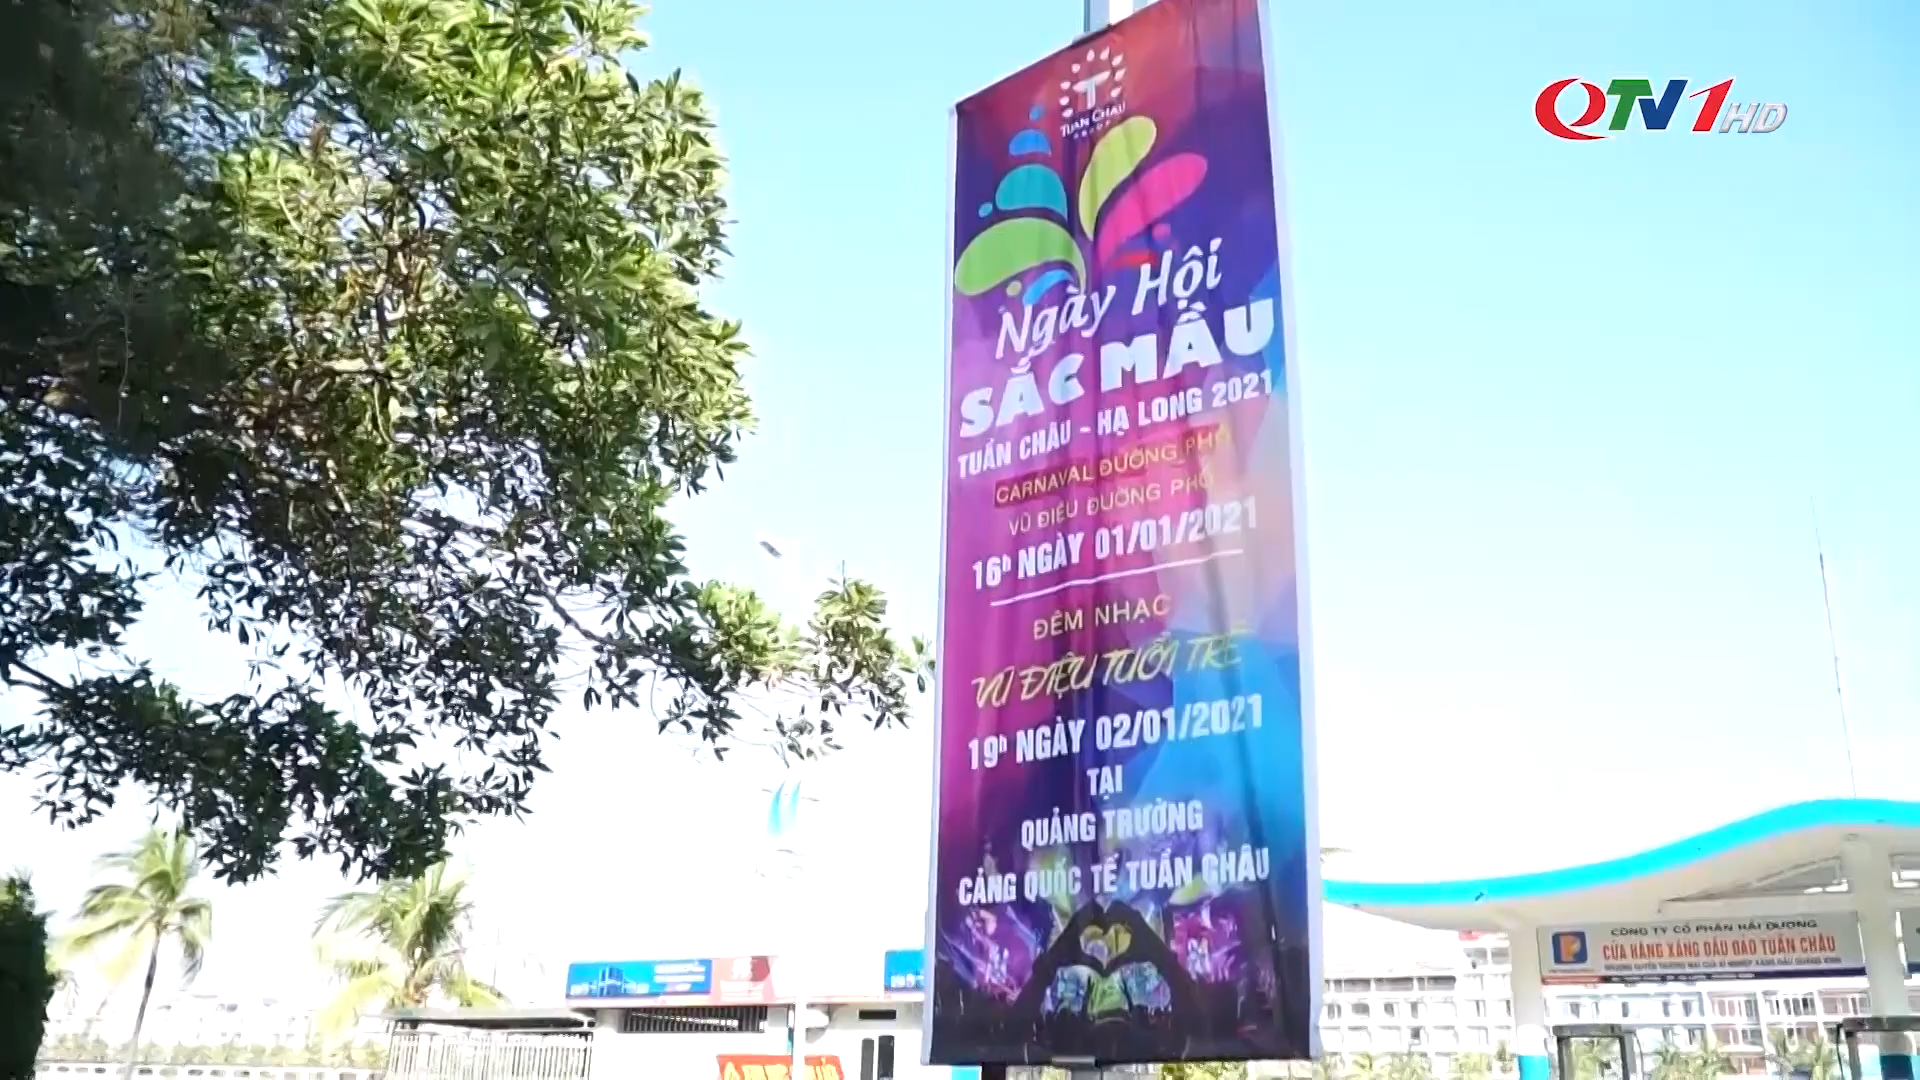 QTV1HD
T
TUẦN CHÂU
GROUP
Ngày Hội
SẮC MẦU
TUẦN CHÂU - HẠ LONG 2021
CARNAVAL ĐƯỜNG PHỐ
VŨ ĐIỆU ĐƯỜNG PHỐ
16h NGÀY 01/01/2021
ĐÊM NHẠC
VŨ ĐIỆU TUỔI TRẺ
19h NGÀY 02/01/2021
TẠI
QUẢNG TRƯỜNG
CẢNG QUỐC TẾ TUẦN CHÂU
CÔNG TY CỔ PHẦN HẢI DƯƠNG
CỬA HÀNG XĂNG DẦU ĐẢO TUẦN CHÂU